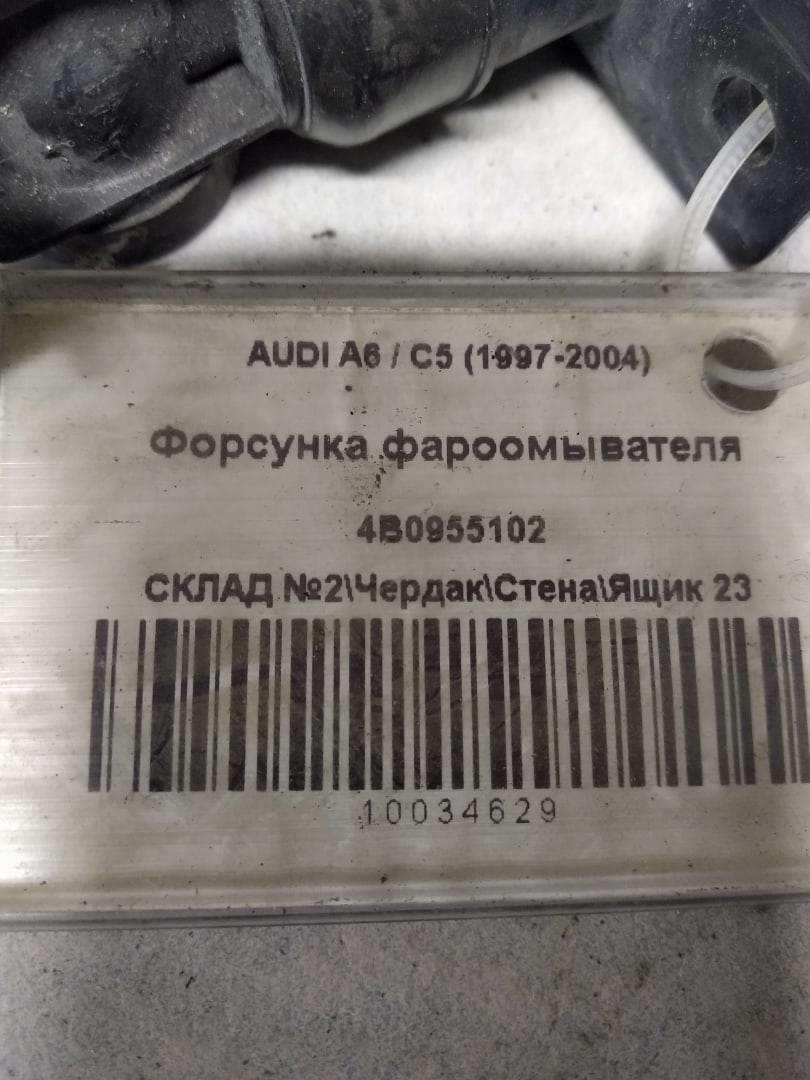 AUDI A6 / C5 (1997-2004)
Форсунка фароомывателя
4B0955102
СКЛАД №2\Чердак\Стена\Ящик 23
10034629